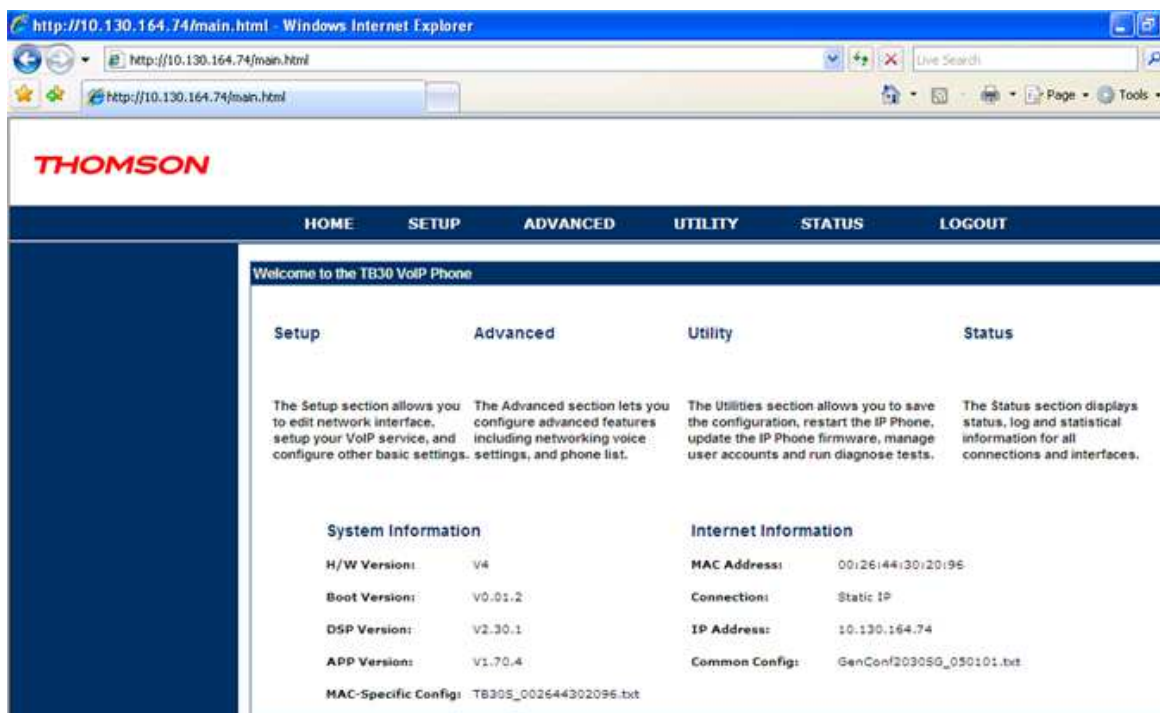 http://10.130.164.74/main.html - Windows Internet Explorer
http://10.130.164.74/main.html
Live Search
http://10.130.164.74/main.html
Page
Tools
THOMSON
HOME SETUP ADVANCED UTILITY STATUS LOGOUT
Welcome to the TB30 VoIP Phone
Setup
The Setup section allows you
to edit network interface,
setup your VoIP service, and
configure other basic settings.
Advanced
The Advanced section lets you
configure advanced features
including networking voice
settings, and phone list.
Utility
The Utilities section allows you to save
the configuration, restart the IP Phone,
update the IP Phone firmware, manage
user accounts and run diagnose tests.
Status
The Status section displays
status, log and statistical
information for all
connections and interfaces.
System Information
H/W Version: V4
Boot Version: V0.01.2
DSP Version: V2.30.1
APP Version: V1.70.4
MAC-Specific Config: TB30S_002644302096.txt
Internet Information
MAC Address: 00:26:44:30:20:96
Connection: Static IP
IP Address: 10.130.164.74
Common Config: GenConf2030SG_050101.txt